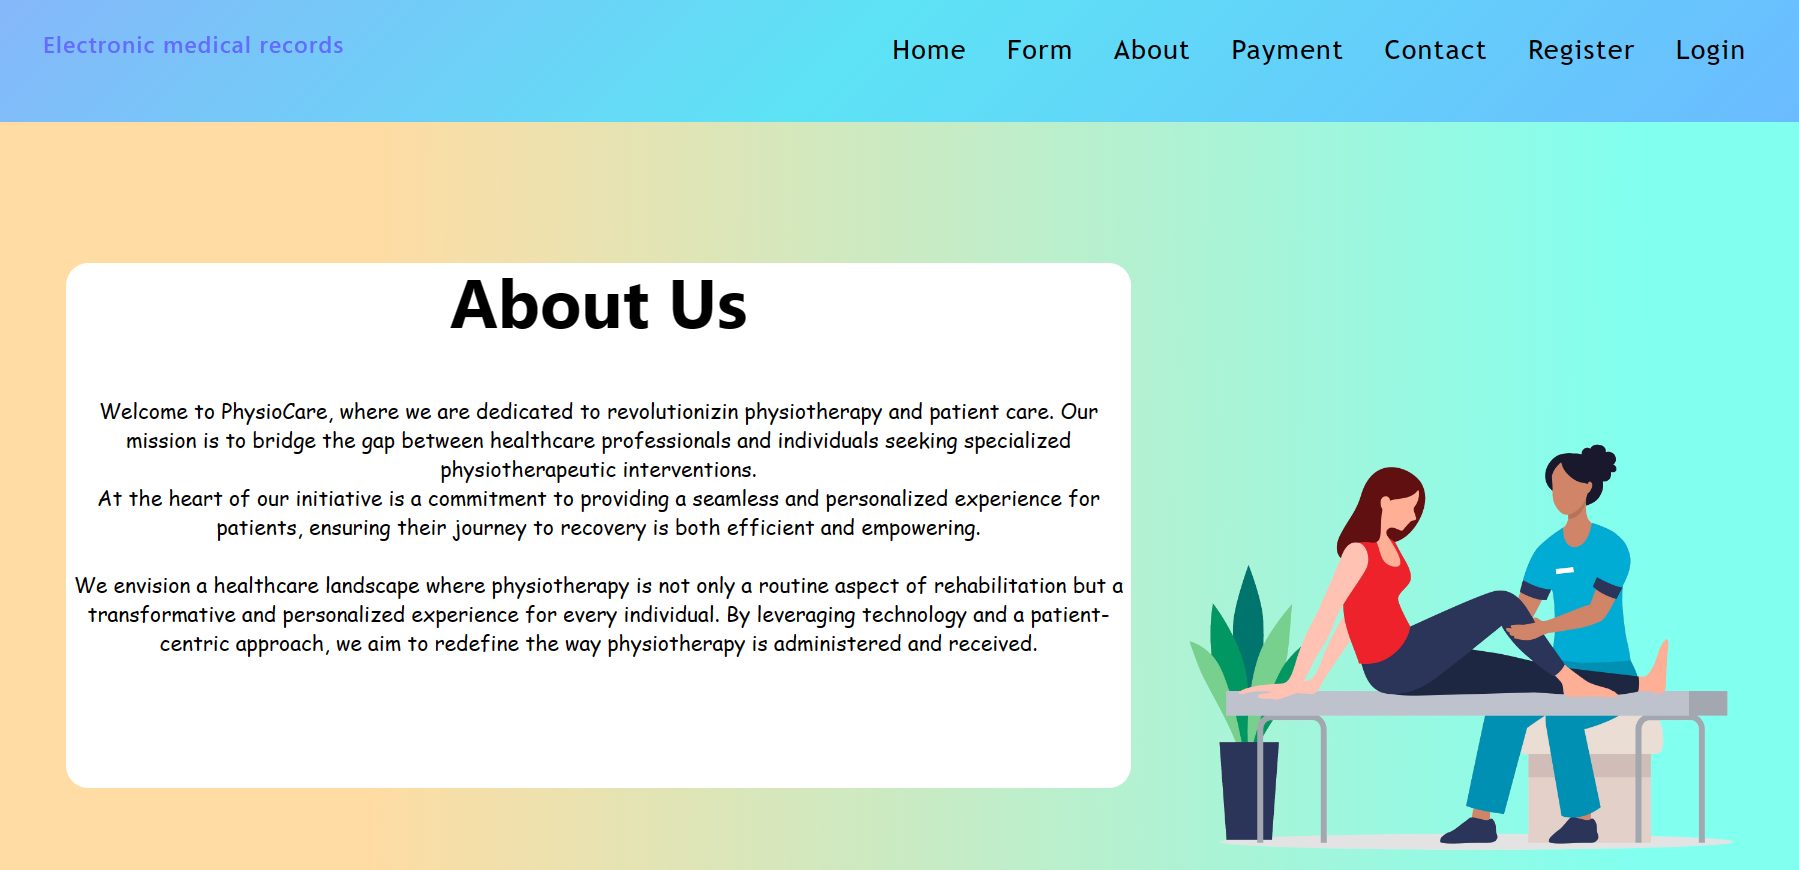 Electronic medical records
Home Form About Payment Contact Register Login
About Us
Welcome to PhysioCare, where we are dedicated to revolutionizin physiotherapy and patient care. Our
mission is to bridge the gap between healthcare professionals and individuals seeking specialized
physiotherapeutic interventions.
At the heart of our initiative is a commitment to providing a seamless and personalized experience for
patients, ensuring their journey to recovery is both efficient and empowering.
We envision a healthcare landscape where physiotherapy is not only a routine aspect of rehabilitation but a
transformative and personalized experience for every individual. By leveraging technology and a patient-
centric approach, we aim to redefine the way physiotherapy is administered and received.